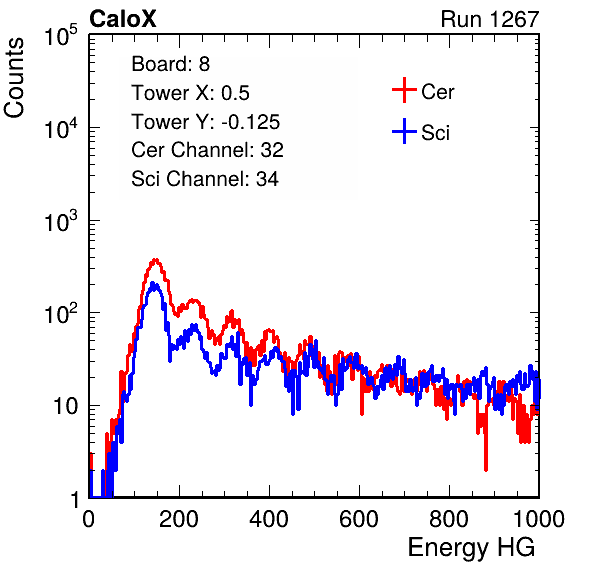 CaloX Run 1267
Counts
Board: 8
Tower X: 0.5
Tower Y: -0.125
Cer Channel: 32
Sci Channel: 34
Cer
Sci
10^5
10^4
10^3
10^2
10
1
0 200 400 600 800 1000
Energy HG